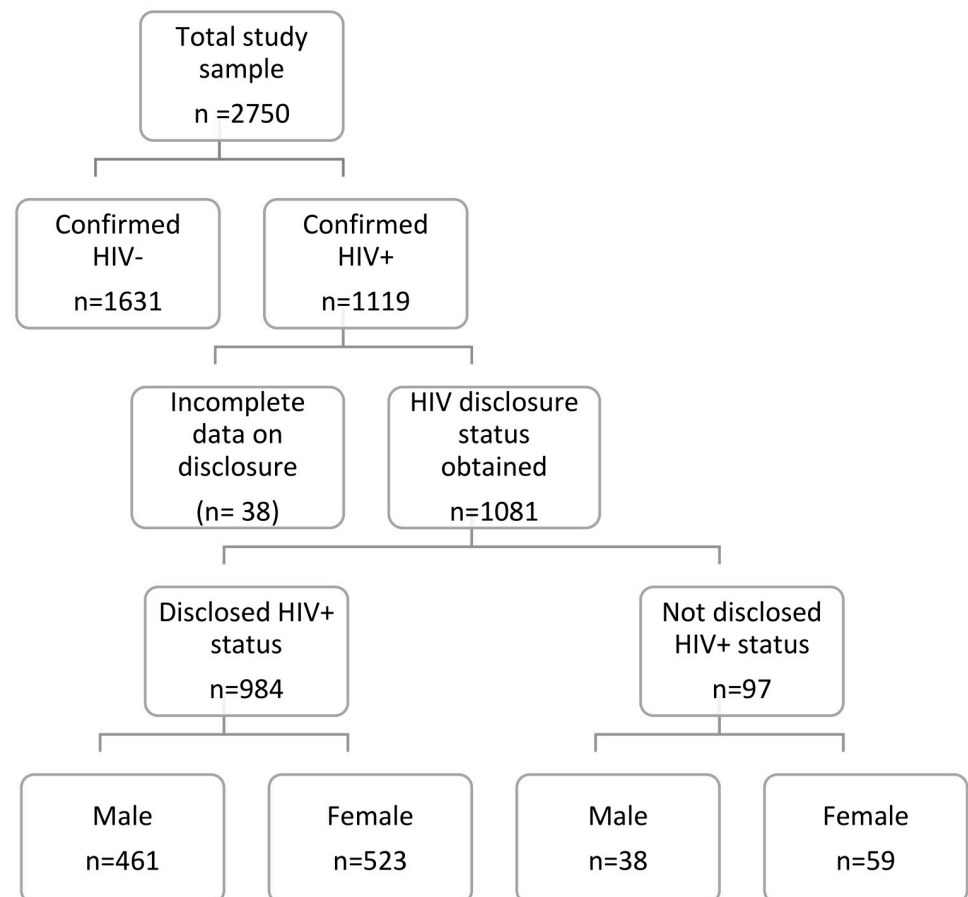 Total study
sample
n =2750
Confirmed
HIV-
n=1631
Confirmed
HIV+
n=1119
Incomplete
data on
disclosure
(n= 38)
HIV disclosure
status
obtained
n=1081
Disclosed HIV+
status
n=984
Not disclosed
HIV+ status
n=97
Male
n=461
Female
n=523
Male
n=38
Female
n=59